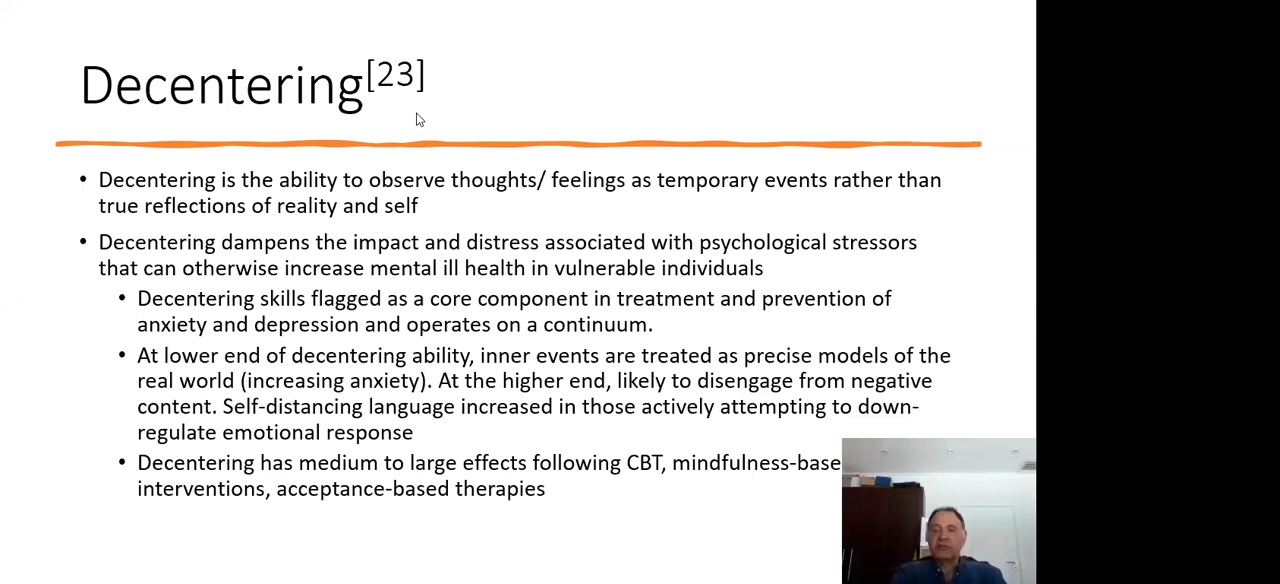 Decentering[23]
• Decentering is the ability to observe thoughts/ feelings as temporary events rather than
true reflections of reality and self
• Decentering dampens the impact and distress associated with psychological stressors
that can otherwise increase mental ill health in vulnerable individuals
• Decentering skills flagged as a core component in treatment and prevention of
anxiety and depression and operates on a continuum.
• At lower end of decentering ability, inner events are treated as precise models of the
real world (increasing anxiety). At the higher end, likely to disengage from negative
content. Self-distancing language increased in those actively attempting to down-
regulate emotional response
• Decentering has medium to large effects following CBT, mindfulness-base
interventions, acceptance-based therapies